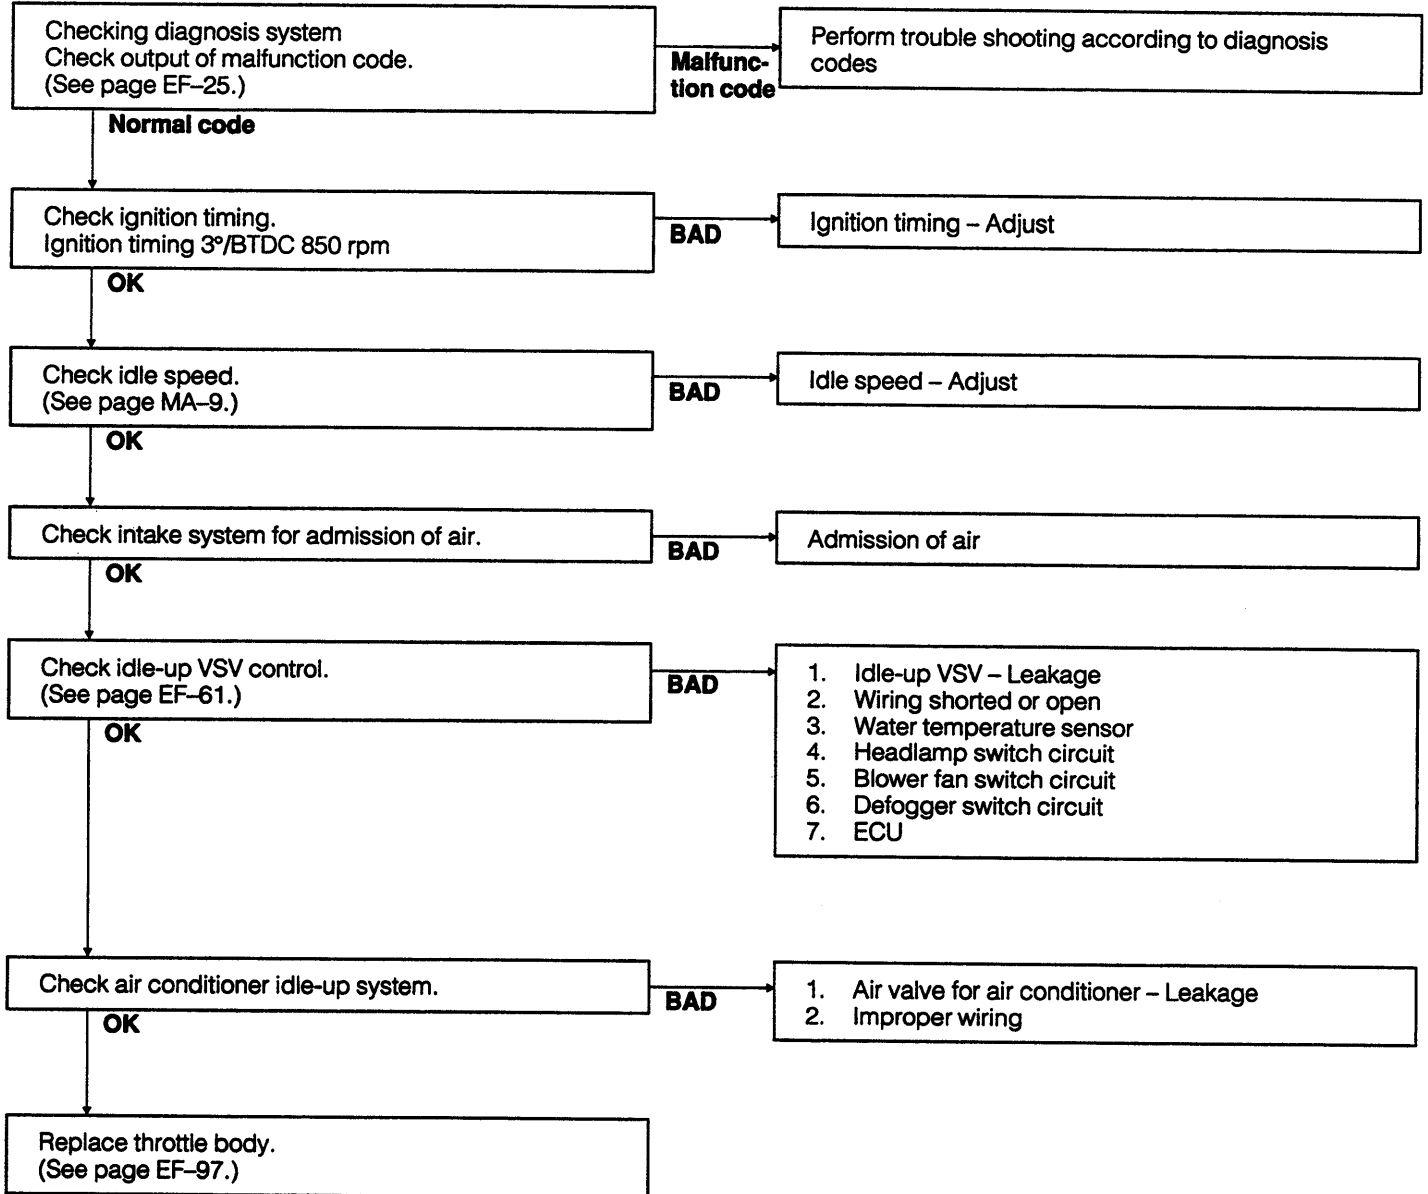 Checking diagnosis system
Check output of malfunction code.
(See page EF–25.)
Malfunc-
tion code
Perform trouble shooting according to diagnosis
codes
Normal code
Check ignition timing.
Ignition timing 3°/BTDC 850 rpm
BAD
Ignition timing – Adjust
OK
Check idle speed.
(See page MA–9.)
BAD
Idle speed – Adjust
OK
Check intake system for admission of air.
BAD
Admission of air
OK
Check idle-up VSV control.
(See page EF–61.)
BAD
1. Idle-up VSV – Leakage
2. Wiring shorted or open
3. Water temperature sensor
4. Headlamp switch circuit
5. Blower fan switch circuit
6. Defogger switch circuit
7. ECU
OK
Check air conditioner idle-up system.
BAD
1. Air valve for air conditioner – Leakage
2. Improper wiring
OK
Replace throttle body.
(See page EF–97.)